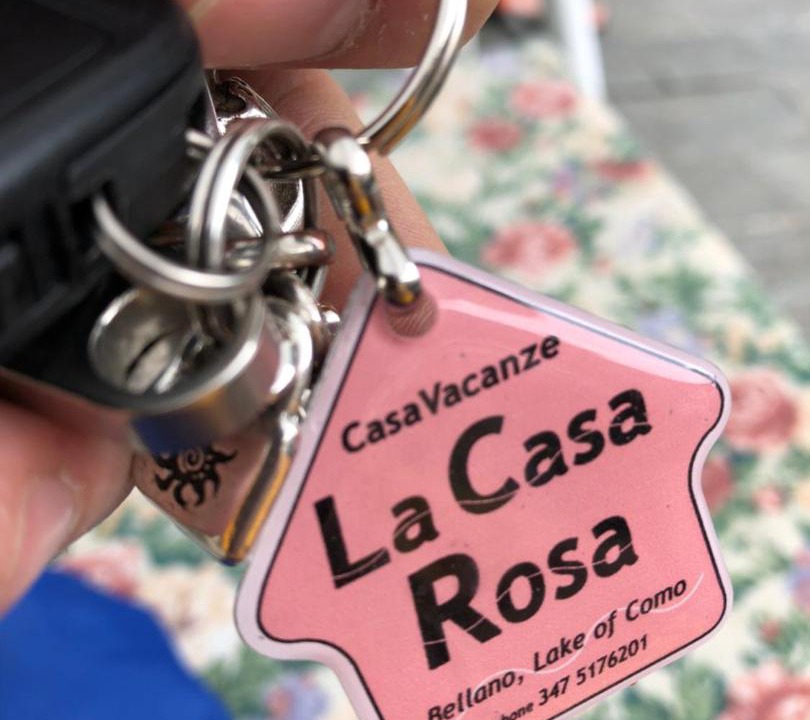 CasaVacanze
La Casa
Rosa
Bellano, Lake of Como
347 5176201